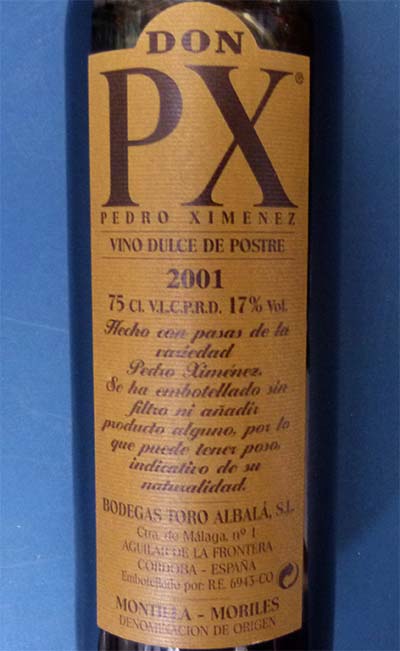 DON
PX®
PEDRO XIMENEZ
VINO DULCE DE POSTRE
2001
75 Cl. V.L.C.P.R.D. 17% Vol.
Hecho con pasas de la
variedad
Pedro Ximénez.
Se ha embotellado sin
filtro ni añadir
producto alguno, por lo
que puede tener poso,
indicativo de su
naturalidad.
BODEGAS TORO ALBALÁ, S.L.
Ctra. de Málaga, nº 1
AGUILAR DE LA FRONTERA
CÓRDOBA - ESPAÑA
Embotellado por: R.E. 6943-CO
MONTILLA - MORILES
DENOMINACIÓN DE ORIGEN